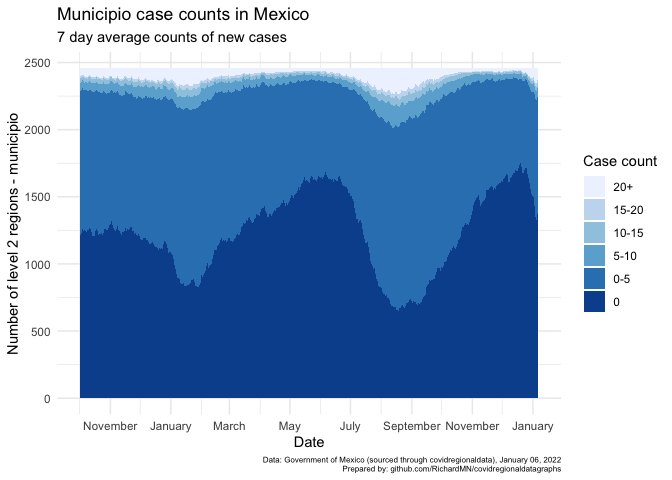 Municipio case counts in Mexico
7 day average counts of new cases
Number of level 2 regions - municipio
2500
2000
1500
1000
500
0
November January March May July September November January
Date
Case count
20+
15-20
10-15
5-10
0-5
0
Data: Government of Mexico (sourced through covidregionaldata), January 06, 2022
Prepared by: github.com/RichardMN/covidregionaldatagraphs